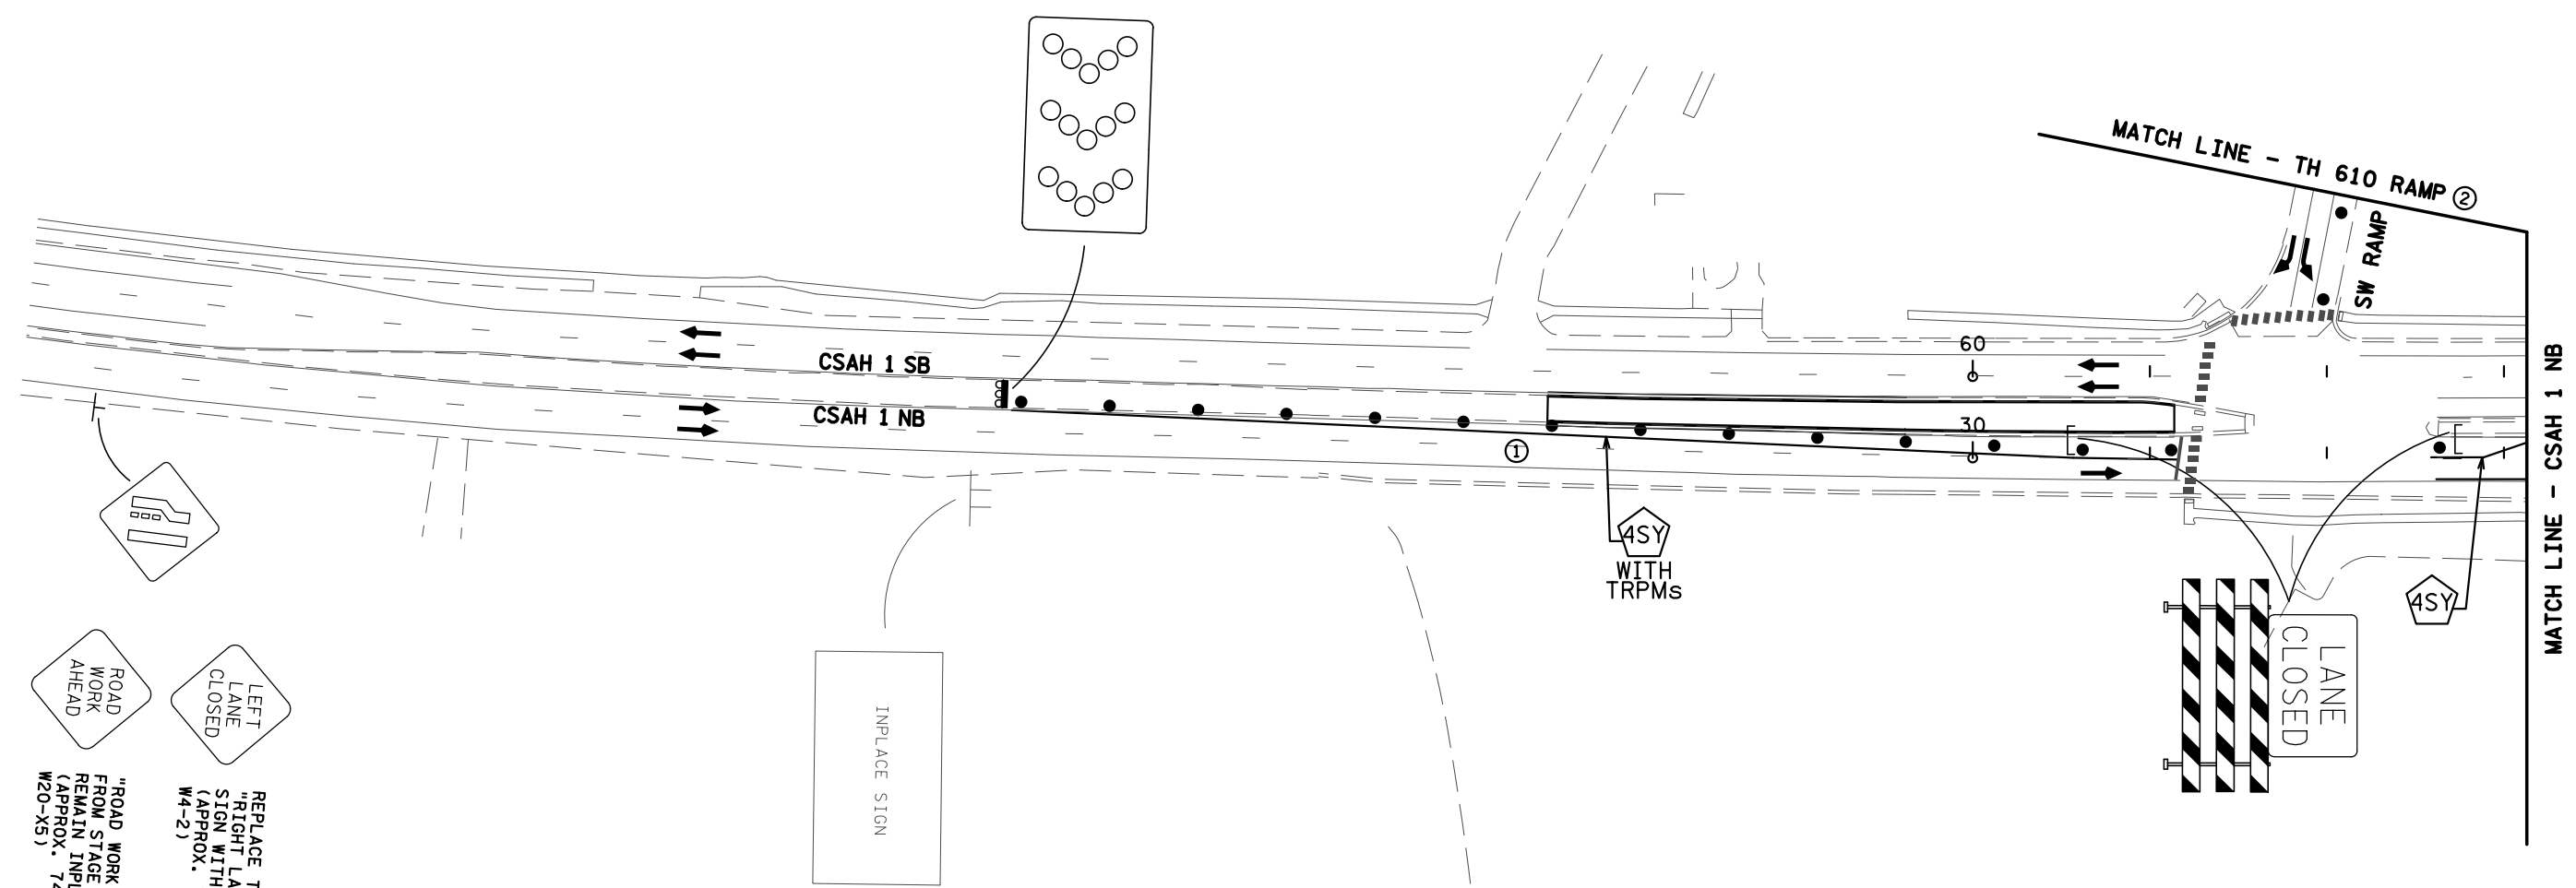 MATCH LINE - TH 610 RAMP 2
SW RAMP
MATCH LINE - CSAH 1 NB
CSAH 1 SB
CSAH 1 NB
60
30
1
4SY
WITH
TRPMs
4SY
LANE
CLOSED
INPLACE SIGN
ROAD
WORK
AHEAD
LEFT
LANE
CLOSED
"ROAD WORK
FROM STAGE
REMAIN
(APPROX.
W20-X5)
REPLACE
"RIGHT
SIGN WITH
(APPROX.
W4-2)